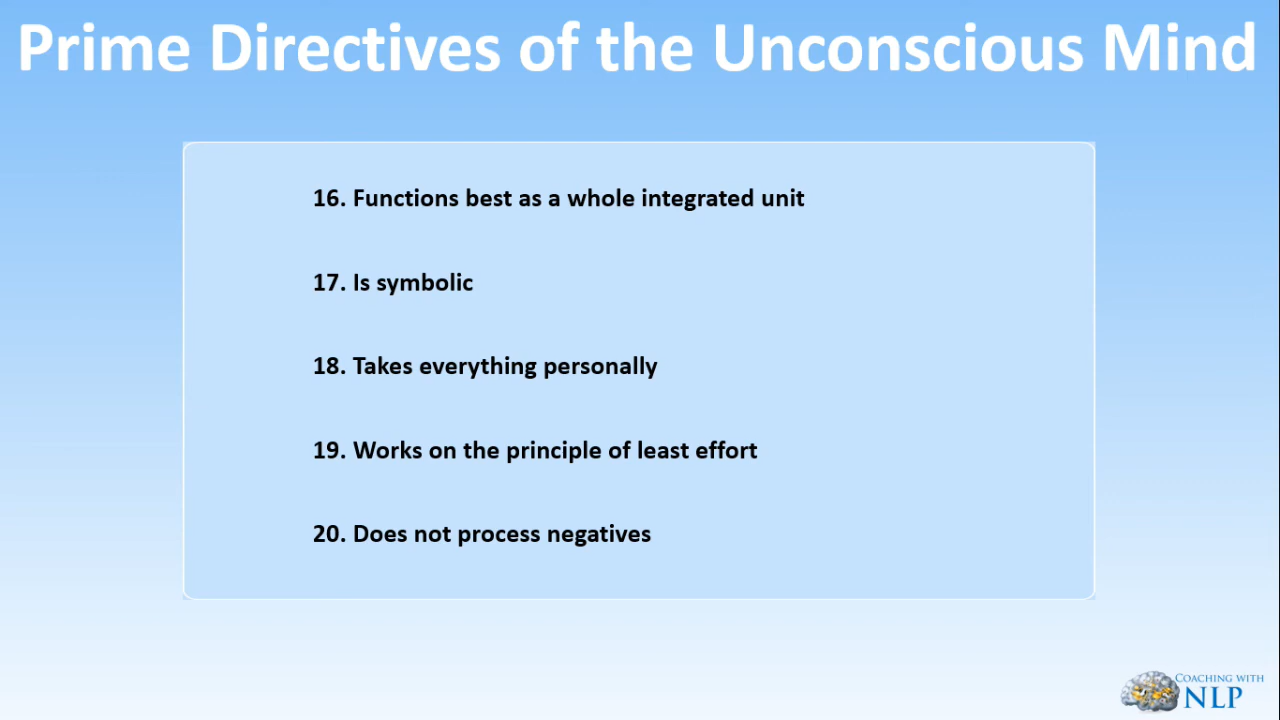 Prime Directives of the Unconscious Mind
16. Functions best as a whole integrated unit
17. Is symbolic
18. Takes everything personally
19. Works on the principle of least effort
20. Does not process negatives
COACHING WITH
NLP